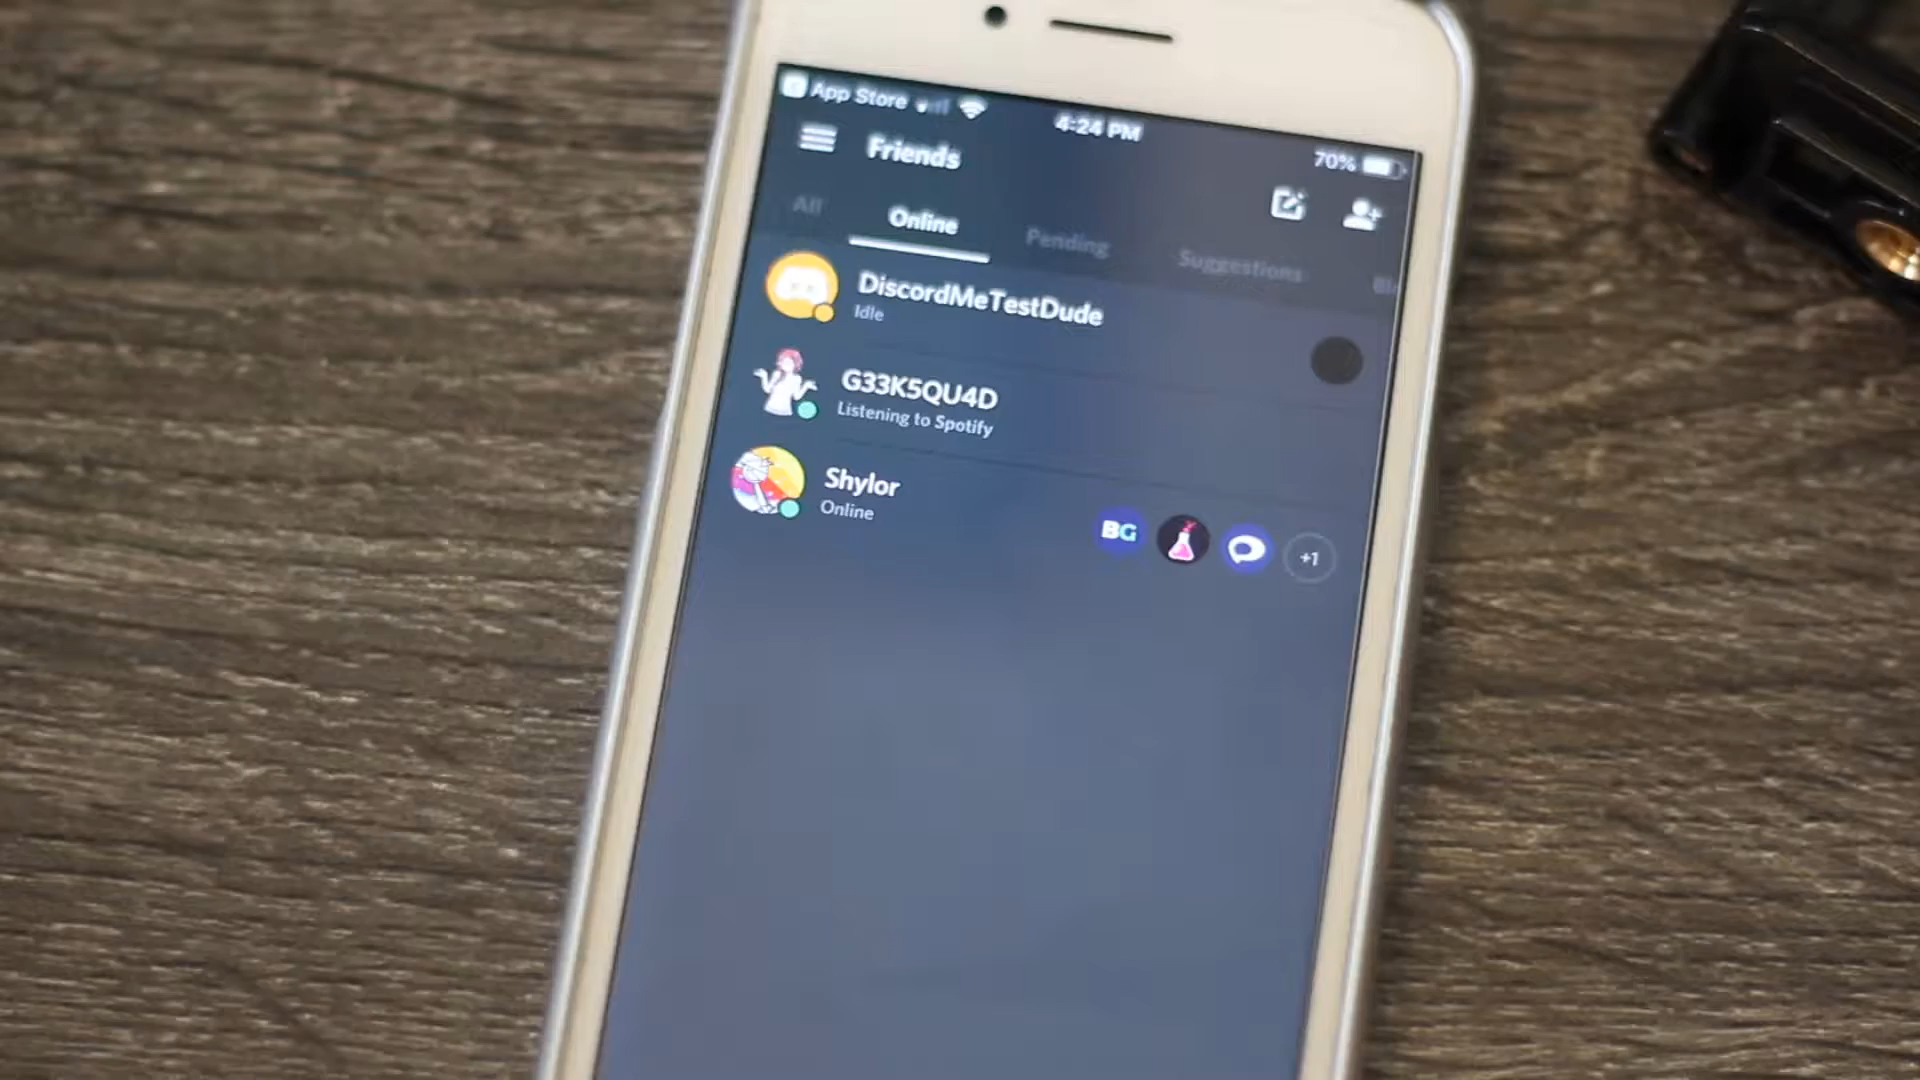 App Store
4:24 PM
70%
Friends
All
Online
Pending
Suggestions
DiscordMeTestDude
Idle
G33K5QU4D
Listening to Spotify
Shylor
Online
BG
+1